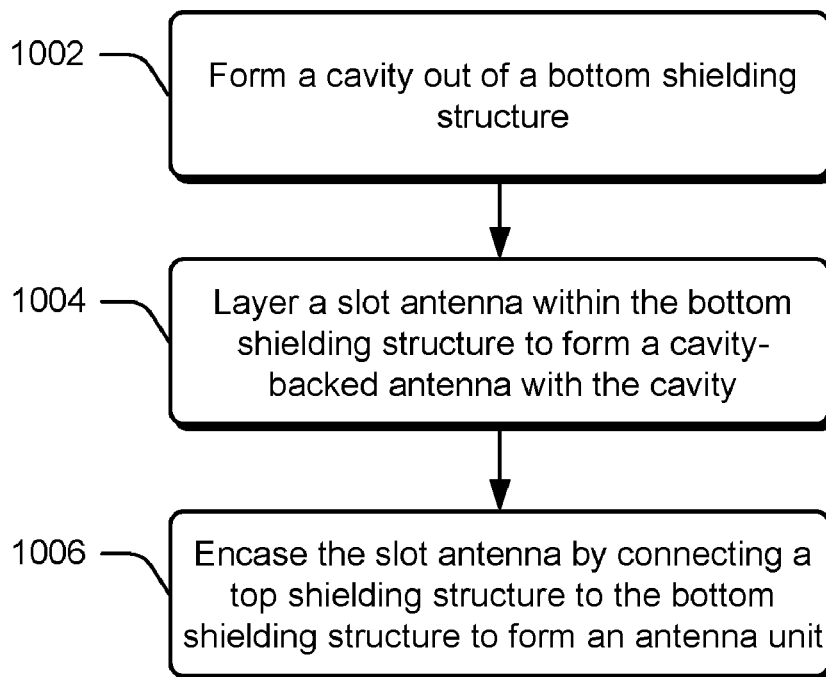 1002
Form a cavity out of a bottom shielding
structure
1004
Layer a slot antenna within the bottom
shielding structure to form a cavity-
backed antenna with the cavity
1006
Encase the slot antenna by connecting a
top shielding structure to the bottom
shielding structure to form an antenna unit